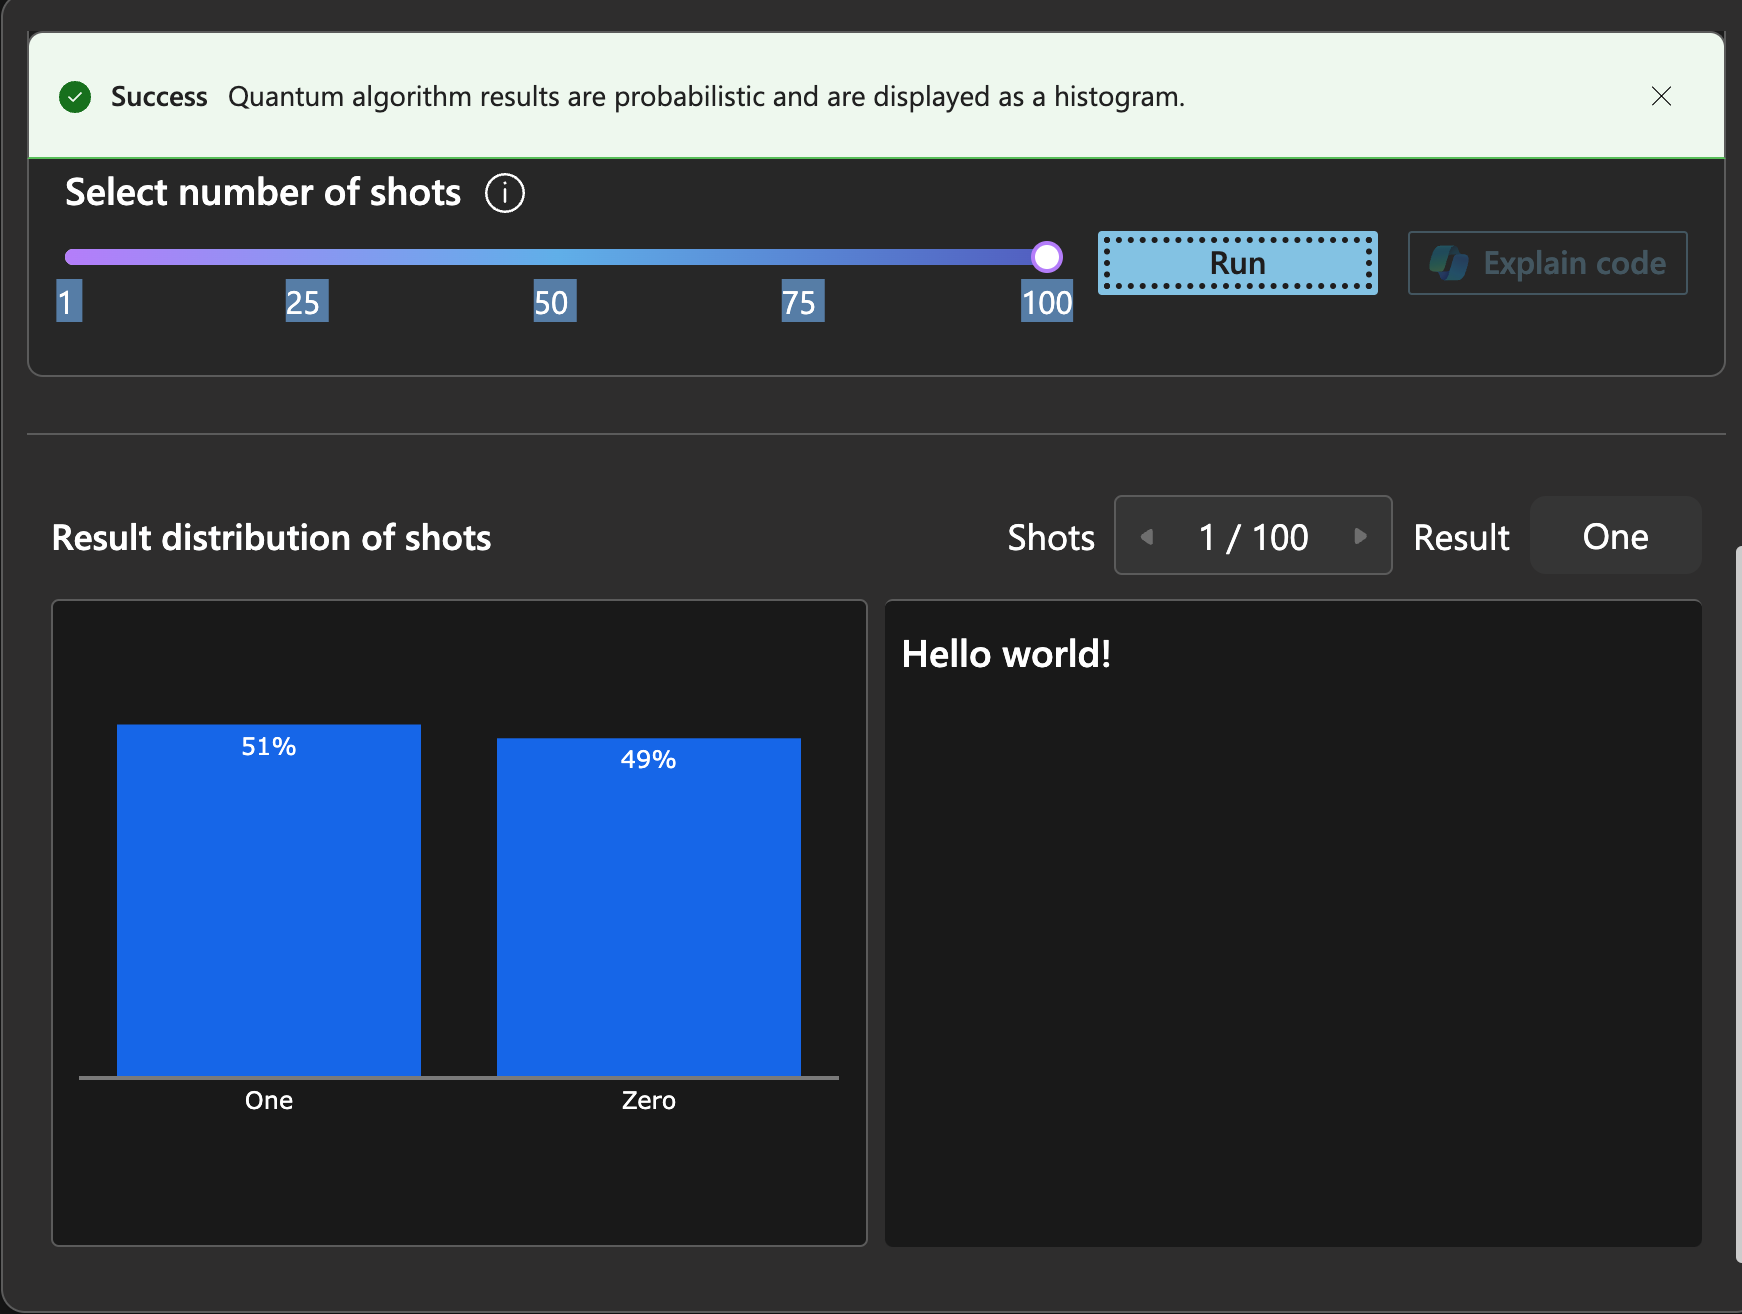 Success Quantum algorithm results are probabilistic and are displayed as a histogram.
Select number of shots
1 25 50 75 100
Run
Explain code
Result distribution of shots
Shots 1 / 100 Result One
51%
49%
One
Zero
Hello world!